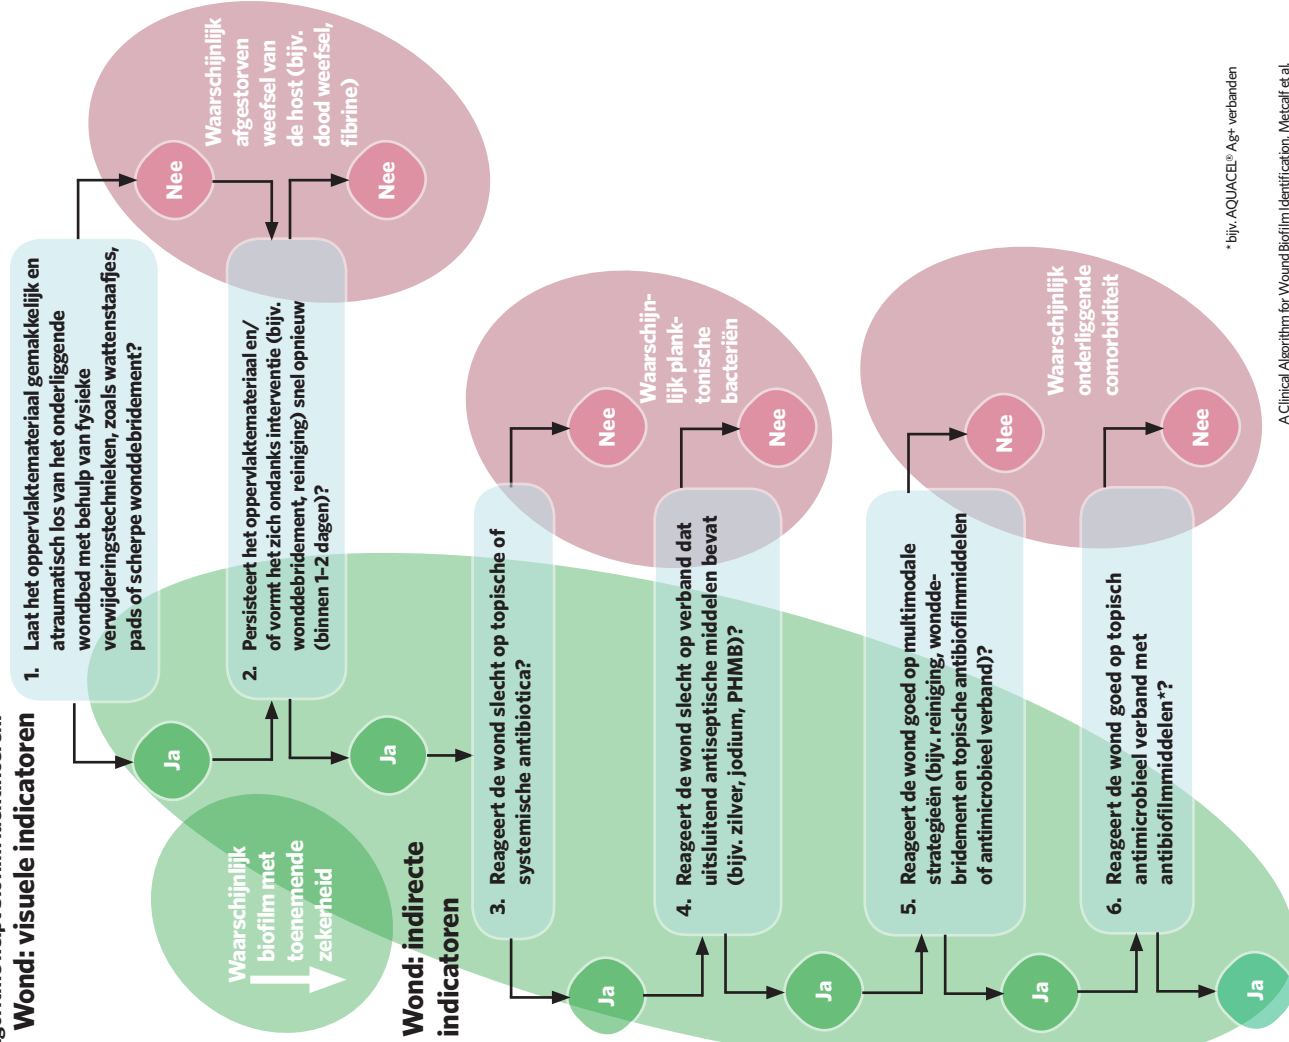 Wond: visuele indicatoren
1. Laat het oppervlaktemateriaal gemakkelijk en
atraumatisch los van het onderliggende
wondbed met behulp van fysieke
verwijderingstechnieken, zoals wattenstaafjes,
pads of scherpe wonddebridement?
Ja
Nee
2. Persisteert het oppervlaktemateriaal en/
of vormt het zich ondanks interventie (bijv.
wonddebridement, reiniging) snel opnieuw
(binnen 1-2 dagen)?
Ja
Nee
Waarschijnlijk
afgestorven
weefsel van
de host (bijv.
dood weefsel,
fibrine)
Waarschijnlijk
biofilm met
toenemende
zekerheid
Wond: indirecte
indicatoren
3. Reageert de wond slecht op topische of
systemische antibiotica?
Ja
Nee
4. Reageert de wond slecht op verband dat
uitsluitend antiseptische middelen bevat
(bijv. zilver, jodium, PHMB)?
Ja
Nee
Waarschijn-
lijk plank-
tonische
bacteriën
5. Reageert de wond goed op multimodale
strategieën (bijv. reiniging, wondde-
bridement en topische antibiofilmmiddelen
of antimicrobieel verband)?
Ja
Nee
6. Reageert de wond goed op topisch
antimicrobieel verband met
antibiofilmmiddelen*?
Ja
Nee
Waarschijnlijk
onderliggende
comorbiditeit
* bijv. AQUACEL® Ag+ verbanden
A Clinical Algorithm for Wound Biofilm Identification. Metcalf et al.